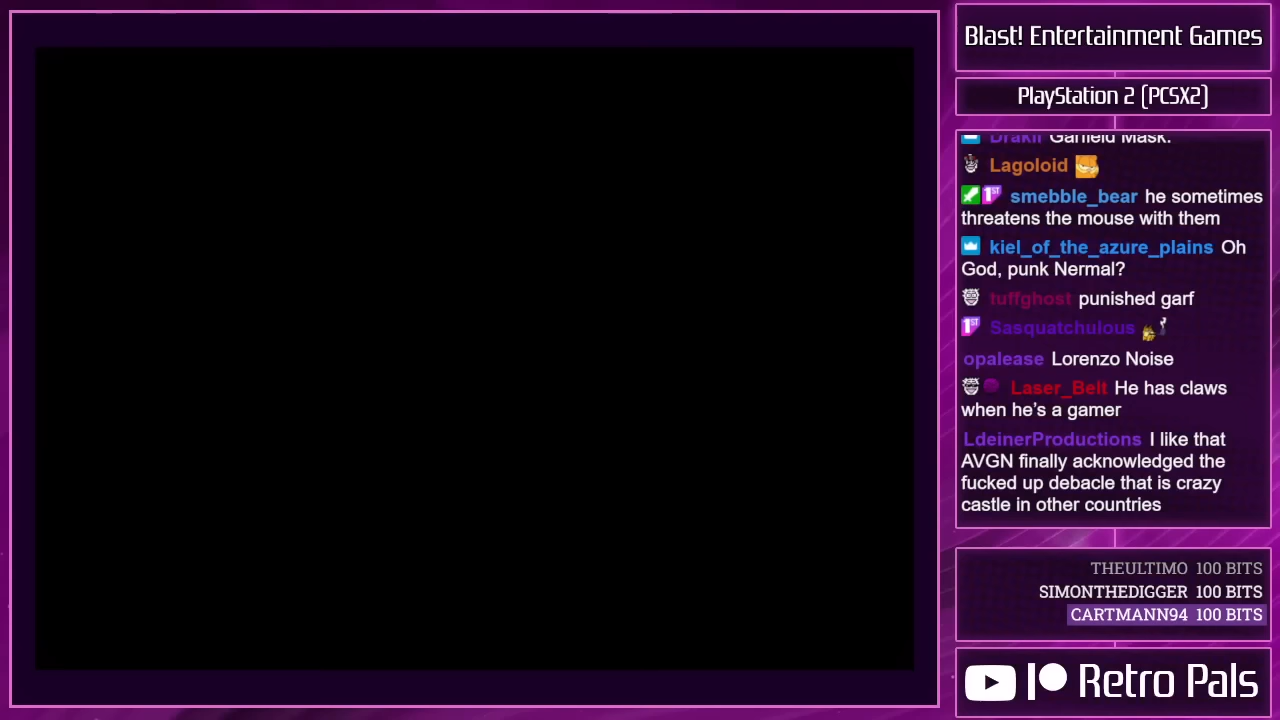 Blast! Entertainment Games
PlayStation 2 (PCSX2)
Drakii Garfield Mask.
Lagoloid
smebble_bear he sometimes
threatens the mouse with them
kiel_of_the_azure_plains Oh
God, punk Nermal?
tuffghost punished garf
Sasquatchulous
opalease Lorenzo Noise
Laser_Belt He has claws
when he's a gamer
LdeinerProductions I like that
AVGN finally acknowledged the
fucked up debacle that is crazy
castle in other countries
THEULTIMO 100 BITS
SIMONTHEDIGGER 100 BITS
CARTMANN94 100 BITS
Retro Pals